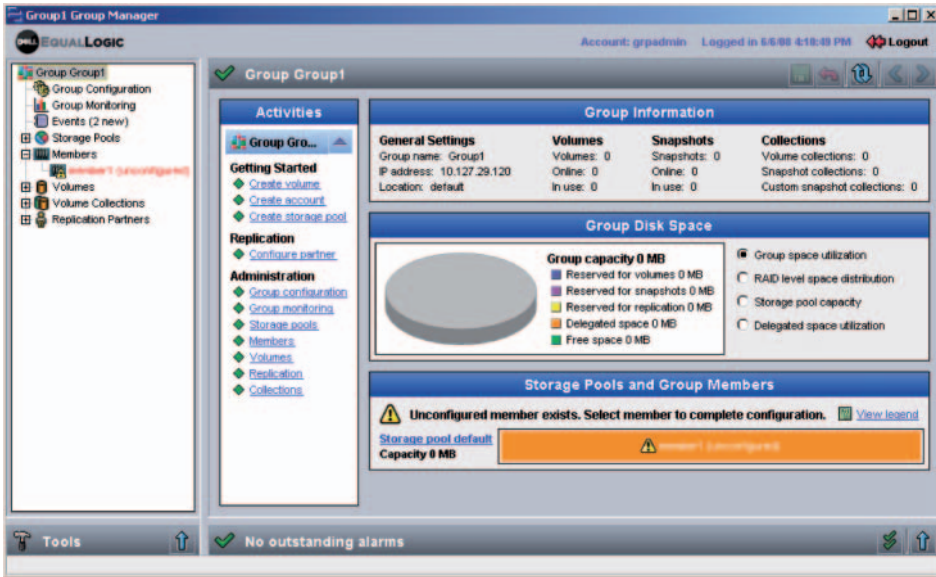 Group1 Group Manager
DELL EQUALLOGIC
Account: grpadmin Logged in 6/6/08 4:18:49 PM Logout
Group Group1
Group Configuration
Group Monitoring
Events (2 new)
Storage Pools
Members
member1 (unconfigured)
Volumes
Volume Collections
Replication Partners
Tools
Group Group1
Activities
Group Gro...
Getting Started
Create volume
Create account
Create storage pool
Replication
Configure partner
Administration
Group configuration
Group monitoring
Storage pools
Members
Volumes
Replication
Collections
Group Information
General Settings
Group name: Group1
IP address: 10.127.29.120
Location: default
Volumes
Volumes: 0
Online: 0
In use: 0
Snapshots
Snapshots: 0
Online: 0
In use: 0
Collections
Volume collections: 0
Snapshot collections: 0
Custom snapshot collections: 0
Group Disk Space
Group capacity 0 MB
Reserved for volumes 0 MB
Reserved for snapshots 0 MB
Reserved for replication 0 MB
Delegated space 0 MB
Free space 0 MB
Group space utilization
RAID level space distribution
Storage pool capacity
Delegated space utilization
Storage Pools and Group Members
Unconfigured member exists. Select member to complete configuration. View legend
Storage pool default
Capacity 0 MB
member1 (unconfigured)
No outstanding alarms